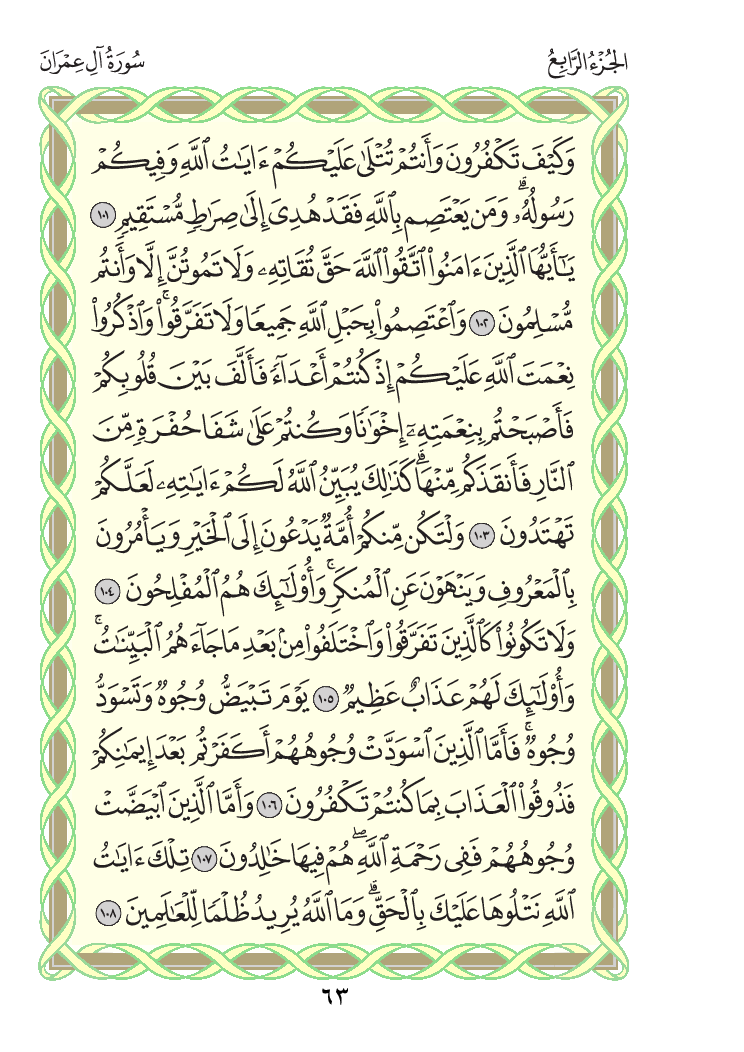 الجُزْءُ الرَّابِعُ
سُورَةُ آلِ عِمْرَانَ
وَكَيْفَ تَكْفُرُونَ وَأَنتُمْ تُتْلَىٰ عَلَيْكُمْ ءَايَٰتُ ٱللَّهِ وَفِيكُمْ
رَسُولُهُۥۗ وَمَن يَعْتَصِم بِٱللَّهِ فَقَدْ هُدِىَ إِلَىٰ صِرَٰطٍ مُّسْتَقِيمٍ ١٠١
يَٰٓأَيُّهَا ٱلَّذِينَ ءَامَنُوا۟ ٱتَّقُوا۟ ٱللَّهَ حَقَّ تُقَاتِهِۦ وَلَا تَمُوتُنَّ إِلَّا وَأَنتُم
مُّسْلِمُونَ ١٠٢ وَٱعْتَصِمُوا۟ بِحَبْلِ ٱللَّهِ جَمِيعًا وَلَا تَفَرَّقُوا۟ۚ وَٱذْكُرُوا۟
نِعْمَتَ ٱللَّهِ عَلَيْكُمْ إِذْ كُنتُمْ أَعْدَآءً فَأَلَّفَ بَيْنَ قُلُوبِكُمْ
فَأَصْبَحْتُم بِنِعْمَتِهِۦٓ إِخْوَٰنًا وَكُنتُمْ عَلَىٰ شَفَا حُفْرَةٍ مِّنَ
ٱلنَّارِ فَأَنقَذَكُم مِّنْهَاۗ كَذَٰلِكَ يُبَيِّنُ ٱللَّهُ لَكُمْ ءَايَٰتِهِۦ لَعَلَّكُمْ
تَهْتَدُونَ ١٠٣ وَلْتَكُن مِّنكُمْ أُمَّةٌ يَدْعُونَ إِلَى ٱلْخَيْرِ وَيَأْمُرُونَ
بِٱلْمَعْرُوفِ وَيَنْهَوْنَ عَنِ ٱلْمُنكَرِۚ وَأُو۟لَٰٓئِكَ هُمُ ٱلْمُفْلِحُونَ ١٠٤
وَلَا تَكُونُوا۟ كَٱلَّذِينَ تَفَرَّقُوا۟ وَٱخْتَلَفُوا۟ مِنۢ بَعْدِ مَا جَآءَهُمُ ٱلْبَيِّنَٰتُۚ
وَأُو۟لَٰٓئِكَ لَهُمْ عَذَابٌ عَظِيمٌ ١٠٥ يَوْمَ تَبْيَضُّ وُجُوهٌ وَتَسْوَدُّ
وُجُوهٌۚ فَأَمَّا ٱلَّذِينَ ٱسْوَدَّتْ وُجُوهُهُمْ أَكَفَرْتُم بَعْدَ إِيمَٰنِكُمْ
فَذُوقُوا۟ ٱلْعَذَابَ بِمَا كُنتُمْ تَكْفُرُونَ ١٠٦ وَأَمَّا ٱلَّذِينَ ٱبْيَضَّتْ
وُجُوهُهُمْ فَفِى رَحْمَةِ ٱللَّهِۖ هُمْ فِيهَا خَٰلِدُونَ ١٠٧ تِلْكَ ءَايَٰتُ
ٱللَّهِ نَتْلُوهَا عَلَيْكَ بِٱلْحَقِّۗ وَمَا ٱللَّهُ يُرِيدُ ظُلْمًا لِّلْعَٰلَمِينَ ١٠٨
٦٣